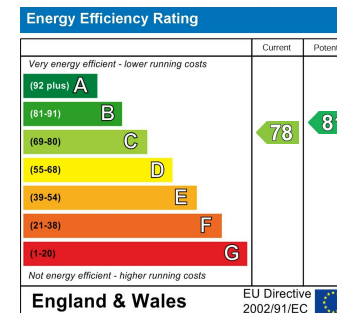 Energy Efficiency Rating
Current
Very energy efficient - lower running costs
(92 plus) A
(81-91) B
(69-80) C
78
(55-68) D
(39-54) E
(21-38) F
(1-20) G
Not energy efficient - higher running costs
England & Wales
EU Directive
2002/91/EC